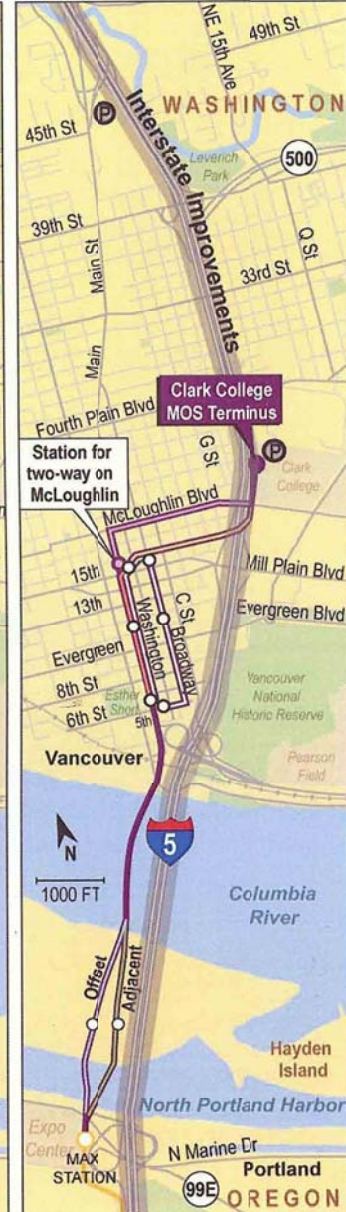 NE 15th Ave
49th St
WASHINGTON
P
45th St
Interstate Improvements
Leverich
Park
500
39th St
Main St
Q St
33rd St
Main
Clark College
MOS Terminus
Fourth Plain Blvd
G St
P
Station for
two-way on
McLoughlin
Clark
College
McLoughlin Blvd
15th
Mill Plain Blvd
13th
Washington
C St
Broadway
Evergreen Blvd
Evergreen
8th St
Esther
Short
6th St
5th
Vancouver
National
Historic Reserve
Vancouver
Pearson
Field
5
N
1000 FT
Columbia
River
Offset
Adjacent
Hayden
Island
North Portland Harbor
Expo
Center
MAX
STATION
N Marine Dr
Portland
99E
OREGON